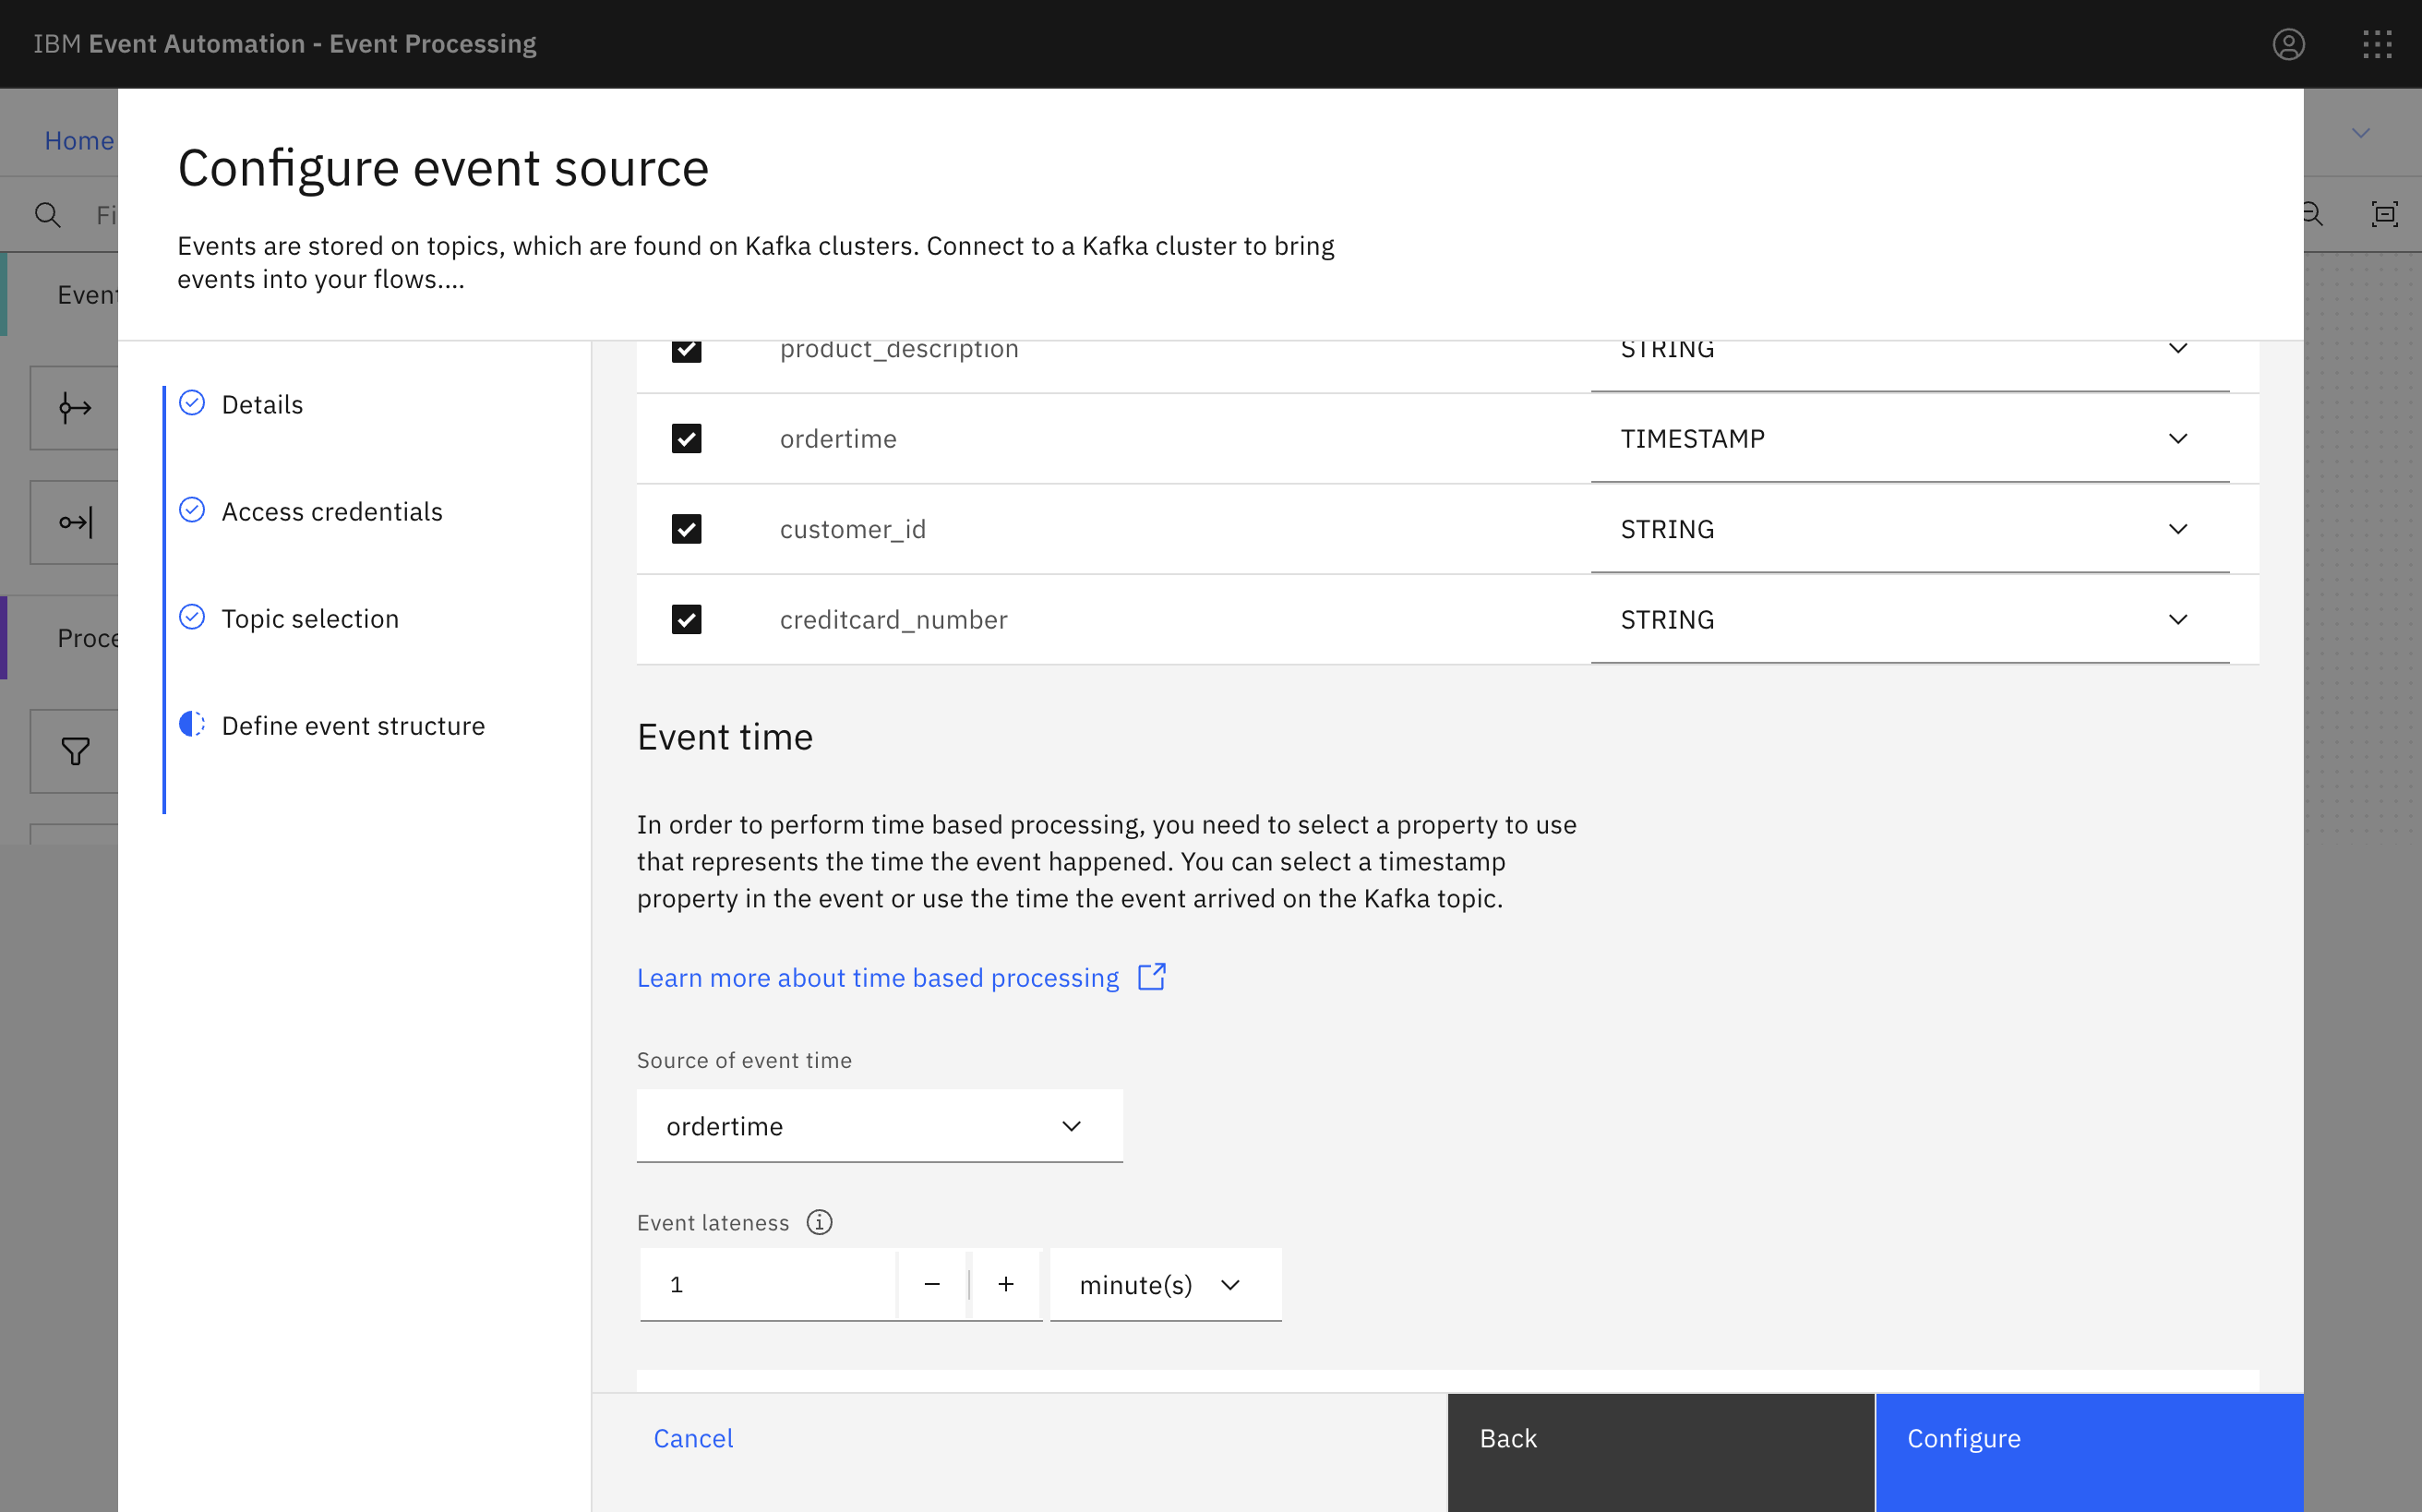 IBM Event Automation - Event Processing
Home
Configure event source
Events are stored on topics, which are found on Kafka clusters. Connect to a Kafka cluster to bring
events into your flows....
Details
Access credentials
Topic selection
Define event structure
product_description STRING
ordertime TIMESTAMP
customer_id STRING
creditcard_number STRING
Event time
In order to perform time based processing, you need to select a property to use
that represents the time the event happened. You can select a timestamp
property in the event or use the time the event arrived on the Kafka topic.
Learn more about time based processing
Source of event time
ordertime
Event lateness
1 minute(s)
Cancel Back Configure